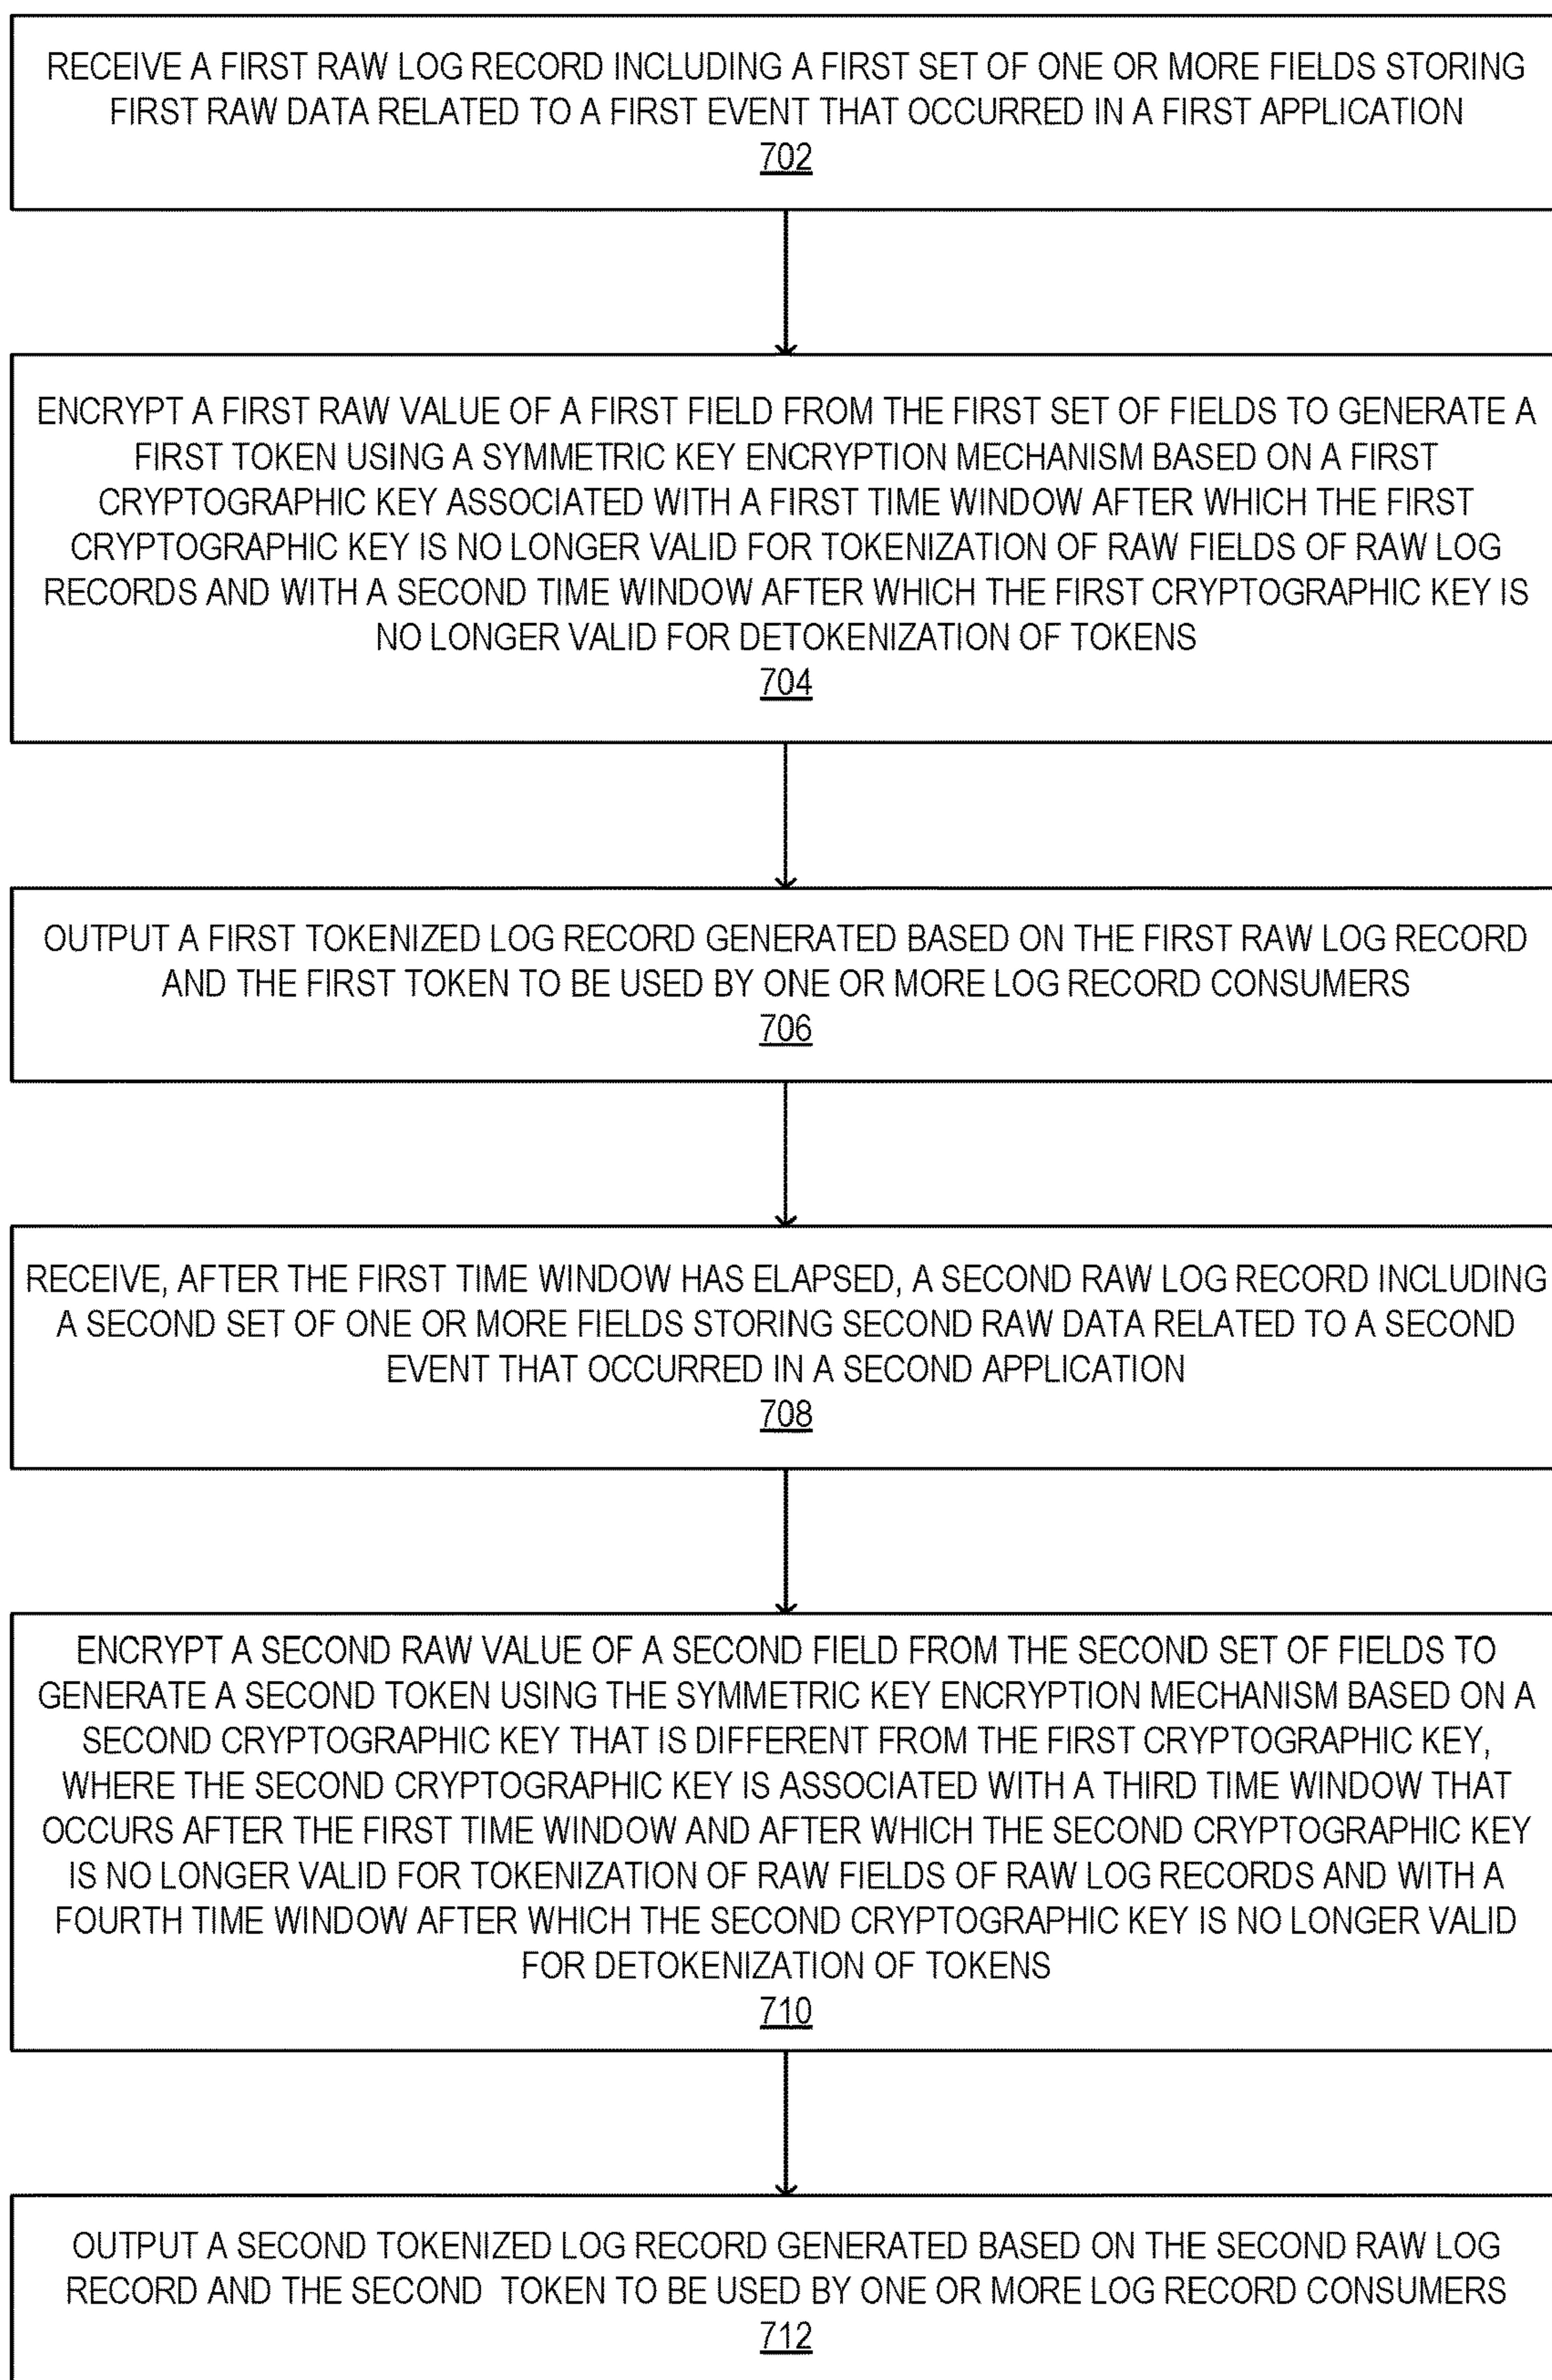 RECEIVE A FIRST RAW LOG RECORD INCLUDING A FIRST SET OF ONE OR MORE FIELDS STORING
FIRST RAW DATA RELATED TO A FIRST EVENT THAT OCCURRED IN A FIRST APPLICATION
702
ENCRYPT A FIRST RAW VALUE OF A FIRST FIELD FROM THE FIRST SET OF FIELDS TO GENERATE A
FIRST TOKEN USING A SYMMETRIC KEY ENCRYPTION MECHANISM BASED ON A FIRST
CRYPTOGRAPHIC KEY ASSOCIATED WITH A FIRST TIME WINDOW AFTER WHICH THE FIRST
CRYPTOGRAPHIC KEY IS NO LONGER VALID FOR TOKENIZATION OF RAW FIELDS OF RAW LOG
RECORDS AND WITH A SECOND TIME WINDOW AFTER WHICH THE FIRST CRYPTOGRAPHIC KEY IS
NO LONGER VALID FOR DETOKENIZATION OF TOKENS
704
OUTPUT A FIRST TOKENIZED LOG RECORD GENERATED BASED ON THE FIRST RAW LOG RECORD
AND THE FIRST TOKEN TO BE USED BY ONE OR MORE LOG RECORD CONSUMERS
706
RECEIVE, AFTER THE FIRST TIME WINDOW HAS ELAPSED, A SECOND RAW LOG RECORD INCLUDING
A SECOND SET OF ONE OR MORE FIELDS STORING SECOND RAW DATA RELATED TO A SECOND
EVENT THAT OCCURRED IN A SECOND APPLICATION
708
ENCRYPT A SECOND RAW VALUE OF A SECOND FIELD FROM THE SECOND SET OF FIELDS TO
GENERATE A SECOND TOKEN USING THE SYMMETRIC KEY ENCRYPTION MECHANISM BASED ON A
SECOND CRYPTOGRAPHIC KEY THAT IS DIFFERENT FROM THE FIRST CRYPTOGRAPHIC KEY,
WHERE THE SECOND CRYPTOGRAPHIC KEY IS ASSOCIATED WITH A THIRD TIME WINDOW THAT
OCCURS AFTER THE FIRST TIME WINDOW AND AFTER WHICH THE SECOND CRYPTOGRAPHIC KEY
IS NO LONGER VALID FOR TOKENIZATION OF RAW FIELDS OF RAW LOG RECORDS AND WITH A
FOURTH TIME WINDOW AFTER WHICH THE SECOND CRYPTOGRAPHIC KEY IS NO LONGER VALID
FOR DETOKENIZATION OF TOKENS
710
OUTPUT A SECOND TOKENIZED LOG RECORD GENERATED BASED ON THE SECOND RAW LOG
RECORD AND THE SECOND TOKEN TO BE USED BY ONE OR MORE LOG RECORD CONSUMERS
712